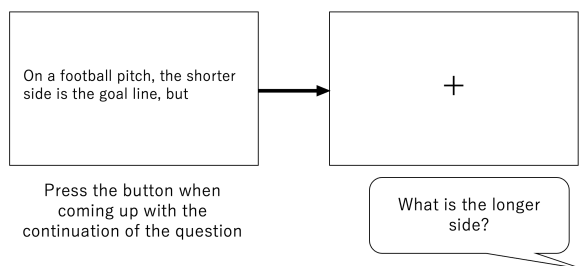 On a football pitch, the shorter
side is the goal line, but
+
Press the button when
coming up with the
continuation of the question
What is the longer
side?